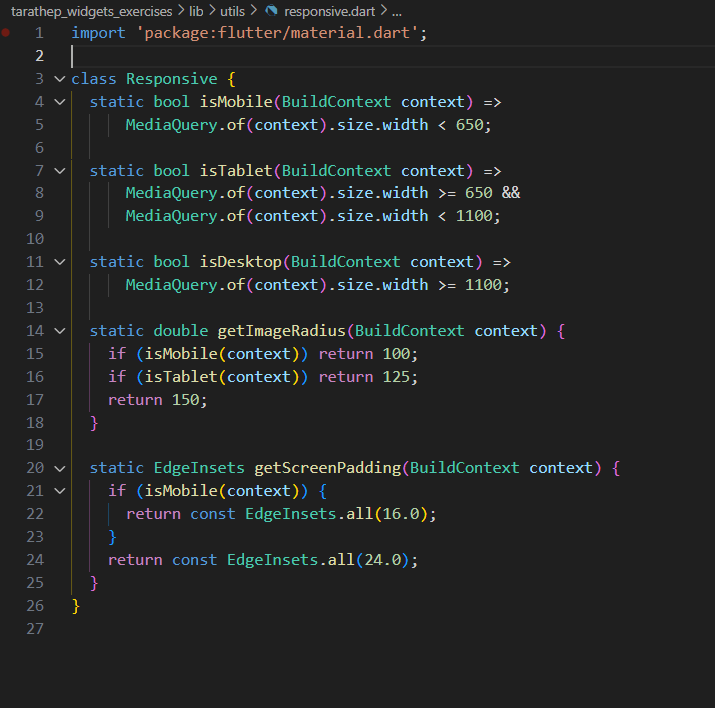 tarathep_widgets_exercises > lib > utils > responsive.dart > ...
1 import 'package:flutter/material.dart';
2
3 class Responsive {
4   static bool isMobile(BuildContext context) =>
5       MediaQuery.of(context).size.width < 650;
6
7   static bool isTablet(BuildContext context) =>
8       MediaQuery.of(context).size.width >= 650 &&
9       MediaQuery.of(context).size.width < 1100;
10
11   static bool isDesktop(BuildContext context) =>
12       MediaQuery.of(context).size.width >= 1100;
13
14   static double getImageRadius(BuildContext context) {
15     if (isMobile(context)) return 100;
16     if (isTablet(context)) return 125;
17     return 150;
18   }
19
20   static EdgeInsets getScreenPadding(BuildContext context) {
21     if (isMobile(context)) {
22       return const EdgeInsets.all(16.0);
23     }
24     return const EdgeInsets.all(24.0);
25   }
26 }
27